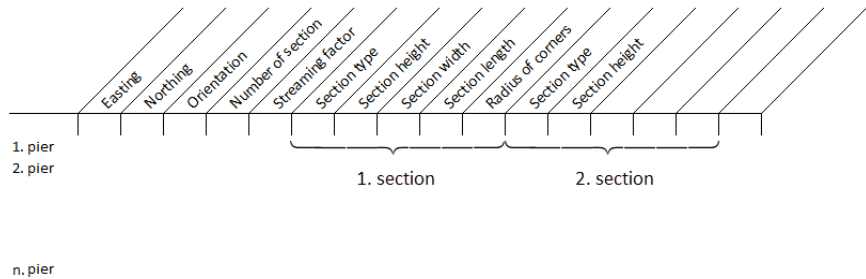 Easting
Northing
Orientation
Number of section
Streaming factor
Section type
Section height
Section width
Section length
Radius of corners
Section type
Section height
1. pier
2. pier
1. section
2. section
n. pier